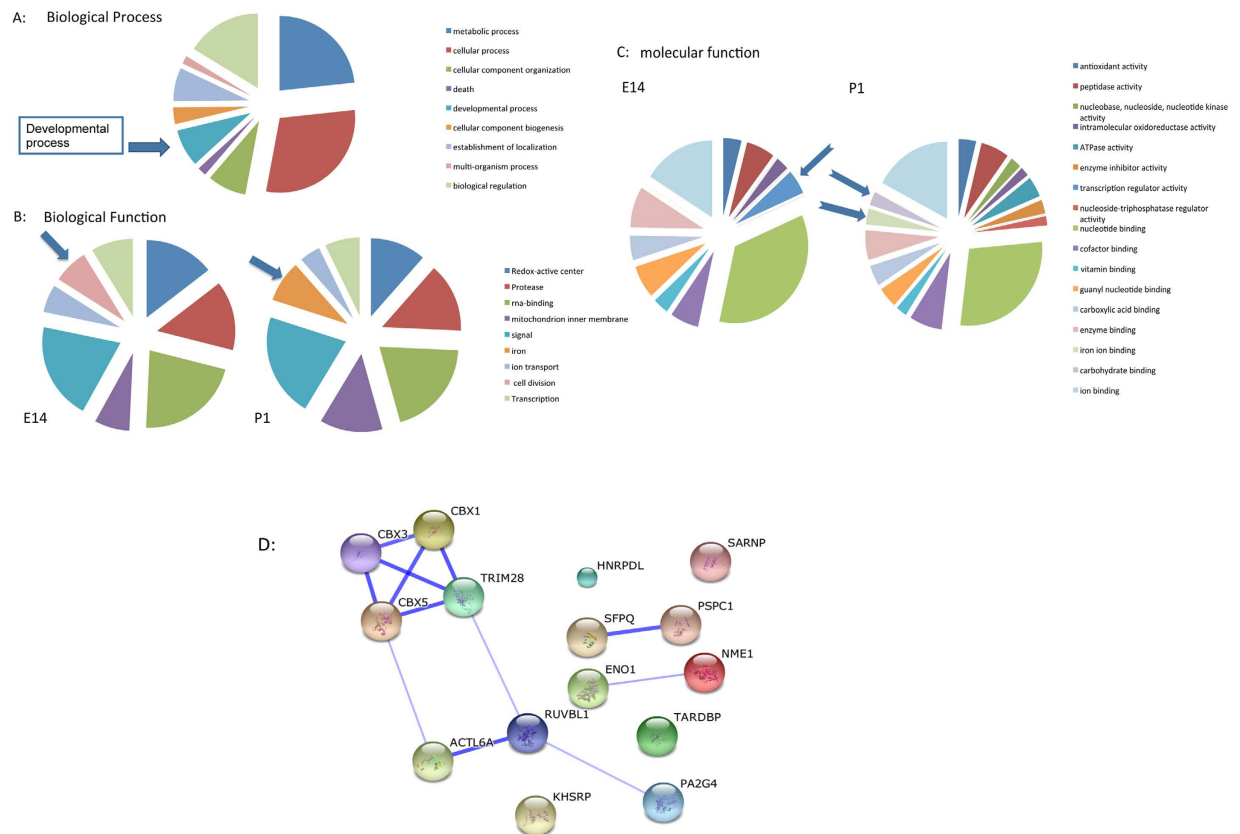 A: Biological Process
metabolic process
cellular process
cellular component organization
death
developmental process
cellular component biogenesis
establishment of localization
multi-organism process
biological regulation
Developmental
process
B: Biological Function
E14
P1
Redox-active center
Protease
rna-binding
mitochondrion inner membrane
signal
iron
ion transport
cell division
Transcription
C: molecular function
E14
P1
antioxidant activity
peptidase activity
nucleobase, nucleoside, nucleotide kinase
activity
intramolecular oxidoreductase activity
ATPase activity
enzyme inhibitor activity
transcription regulator activity
nucleoside-triphosphatase regulator
activity
nucleotide binding
cofactor binding
vitamin binding
guanyl nucleotide binding
carboxylic acid binding
enzyme binding
iron ion binding
carbohydrate binding
ion binding
D:
CBX1
CBX3
TRIM28
CBX5
HNRPDL
SARNP
SFPQ
PSPC1
ENO1
NME1
RUVBL1
TARDBP
ACTL6A
PA2G4
KHSRP